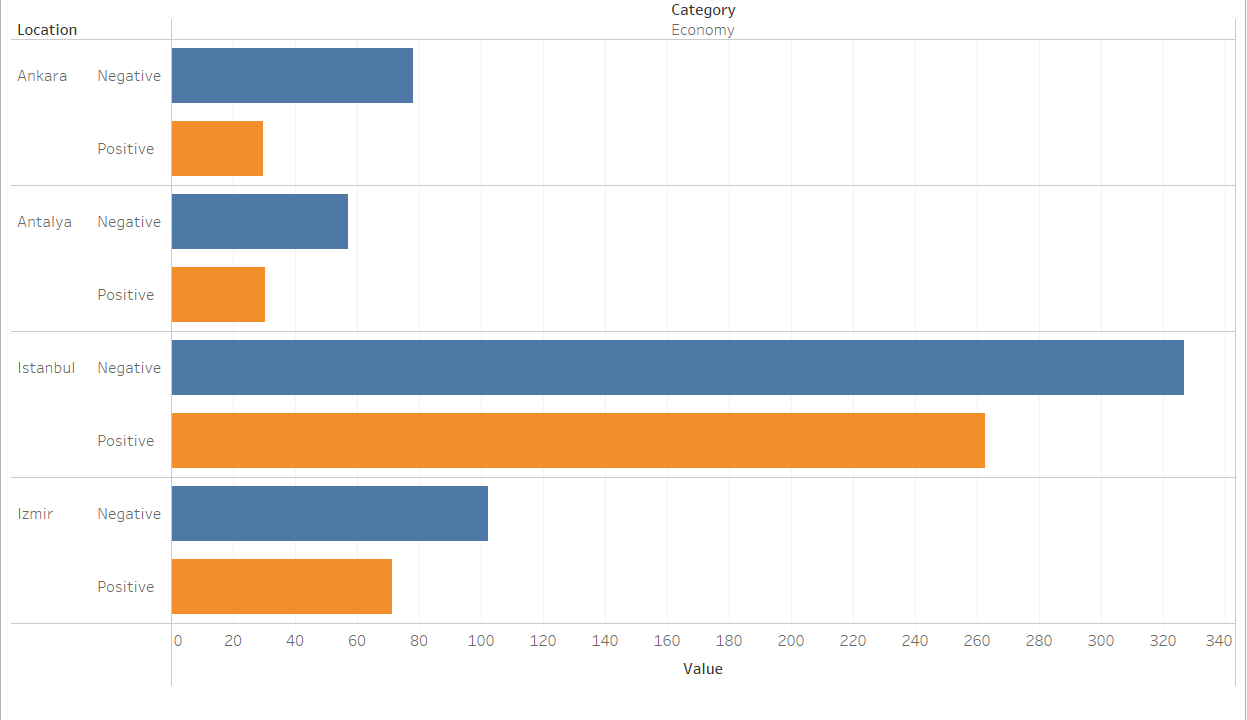 Category
Location Economy
Ankara Negative
Positive
Antalya Negative
Positive
Istanbul Negative
Positive
Izmir Negative
Positive
0 20 40 60 80 100 120 140 160 180 200 220 240 260 280 300 320 340
Value